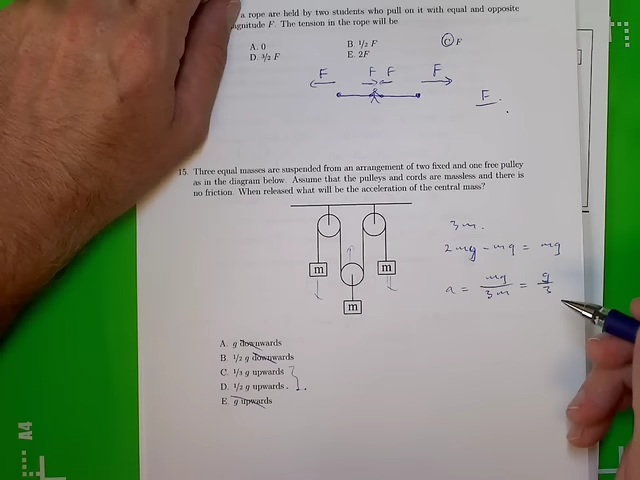 a rope are held by two students who pull on it with equal and opposite
agnitude F. The tension in the rope will be
A. 0
B. 1/2 F
C F
D. 3/2 F
E. 2F
F
F F
F
F
15. Three equal masses are suspended from an arrangement of two fixed and one free pulley
as in the diagram below. Assume that the pulleys and cords are massless and there is
no friction. When released what will be the acceleration of the central mass?
m
m
m
3m.
2mg - mg = mg
a = mg/3m = g/3
A. g downwards
B. 1/2 g downwards
C. 1/3 g upwards
D. 1/2 g upwards.
E. g upwards
A4